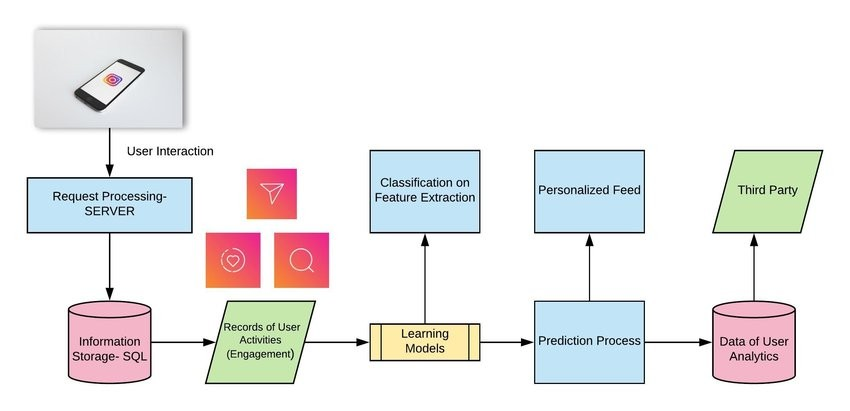 User Interaction
Request Processing-
SERVER
Information
Storage- SQL
Records of User
Activities
(Engagement)
Classification on
Feature Extraction
Learning
Models
Personalized Feed
Prediction Process
Third Party
Data of User
Analytics